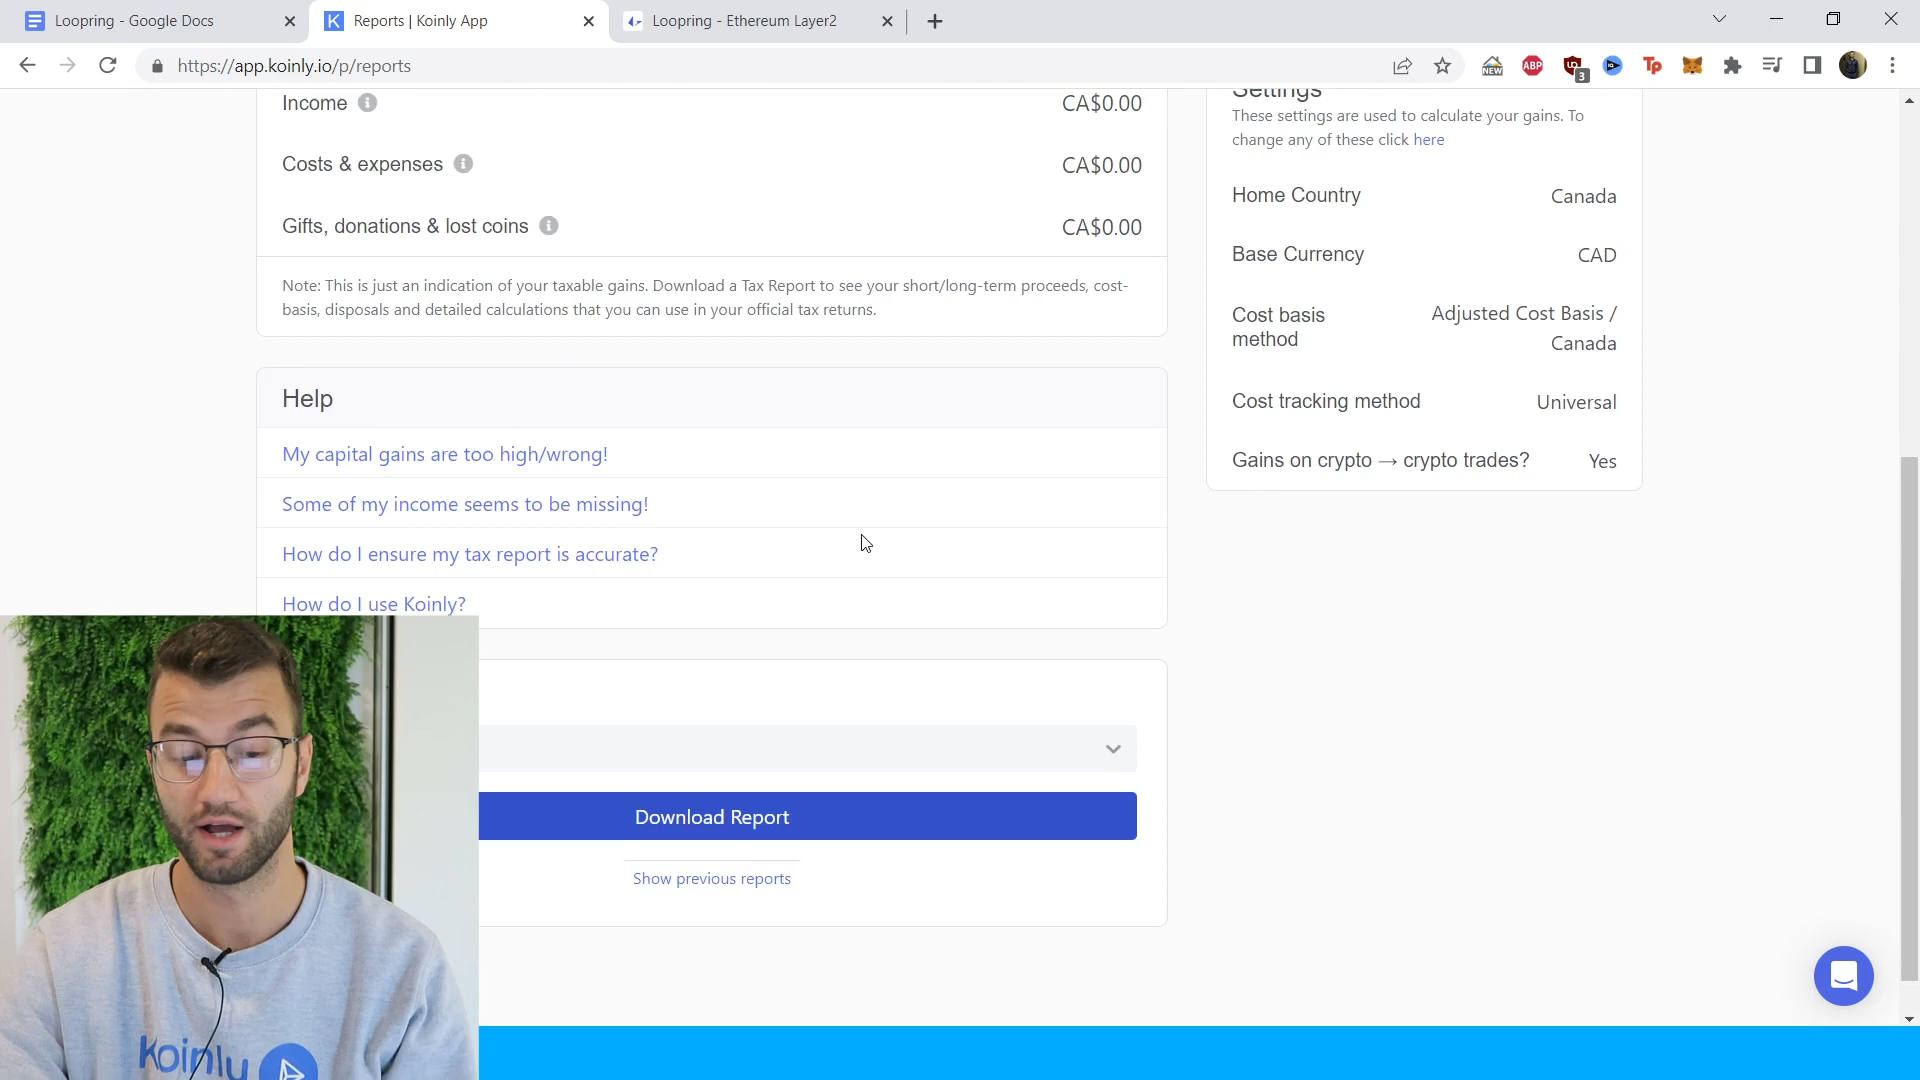 Loopring - Google Docs
Reports | Koinly App
Loopring - Ethereum Layer2
https://app.koinly.io/p/reports
NEW
ABP
3
Tp
Income
CA$0.00
Costs & expenses
CA$0.00
Gifts, donations & lost coins
CA$0.00
Note: This is just an indication of your taxable gains. Download a Tax Report to see your short/long-term proceeds, cost-
basis, disposals and detailed calculations that you can use in your official tax returns.
Settings
These settings are used to calculate your gains. To
change any of these click here
Home Country
Canada
Base Currency
CAD
Cost basis
method
Adjusted Cost Basis /
Canada
Cost tracking method
Universal
Gains on crypto → crypto trades?
Yes
Help
My capital gains are too high/wrong!
Some of my income seems to be missing!
How do I ensure my tax report is accurate?
How do I use Koinly?
Download Report
Show previous reports
koinly